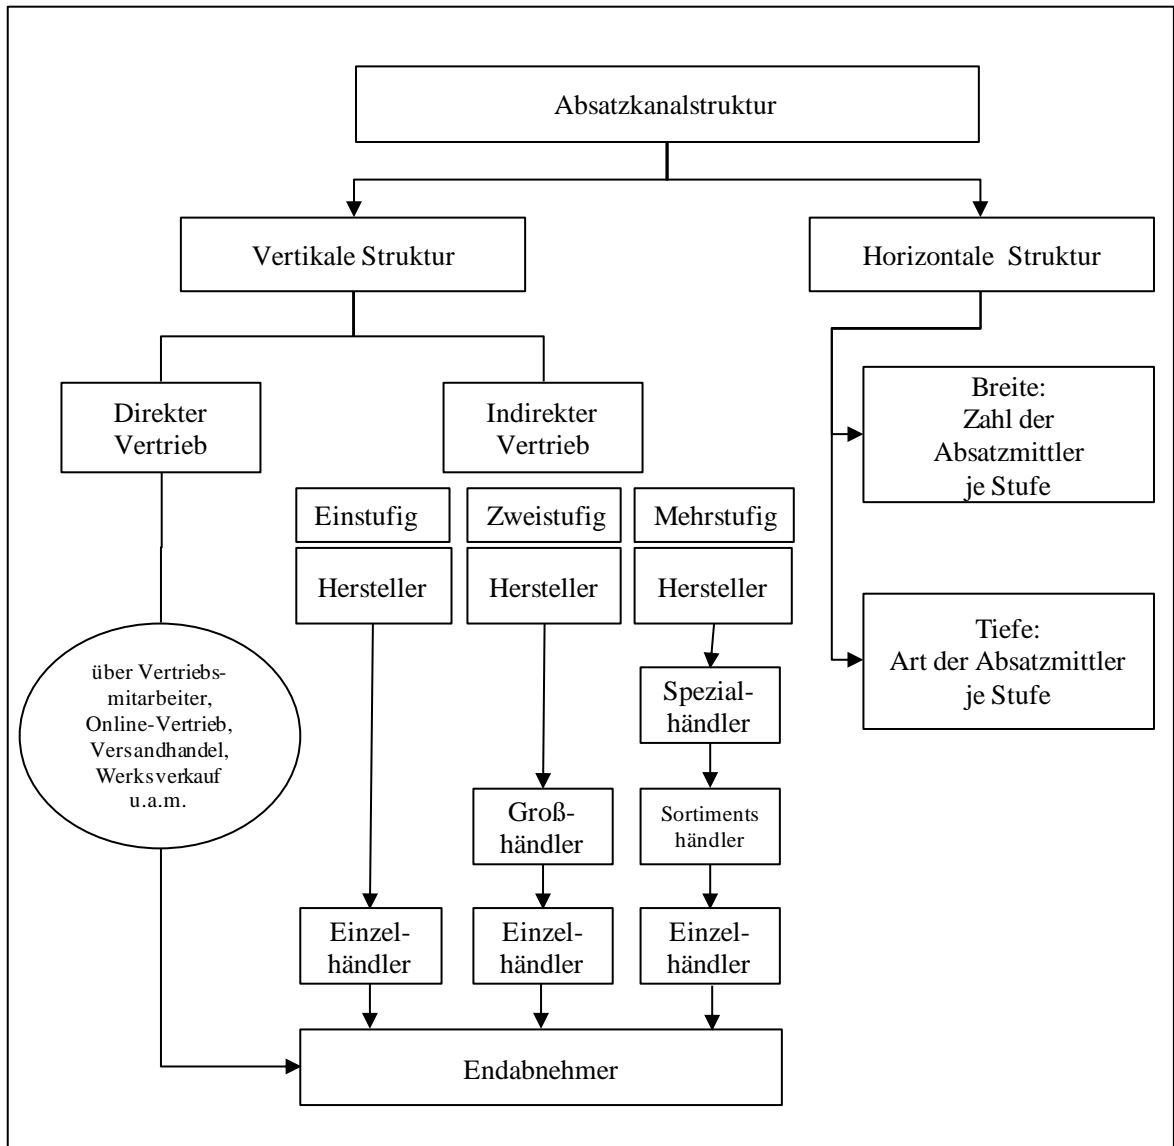 Absatzkanalstruktur
Vertikale Struktur
Horizontale Struktur
Direkter
Vertrieb
Indirekter
Vertrieb
Breite:
Zahl der
Absatzmittler
je Stufe
Einstufig
Zweistufig
Mehrstufig
Hersteller
Hersteller
Hersteller
Tiefe:
Art der Absatzmittler
je Stufe
über Vertriebs-
mitarbeiter,
Online-Vertrieb,
Versandhandel,
Werksverkauf
u.a.m.
Spezial-
händler
Groß-
händler
Sortiments
händler
Einzel-
händler
Einzel-
händler
Einzel-
händler
Endabnehmer